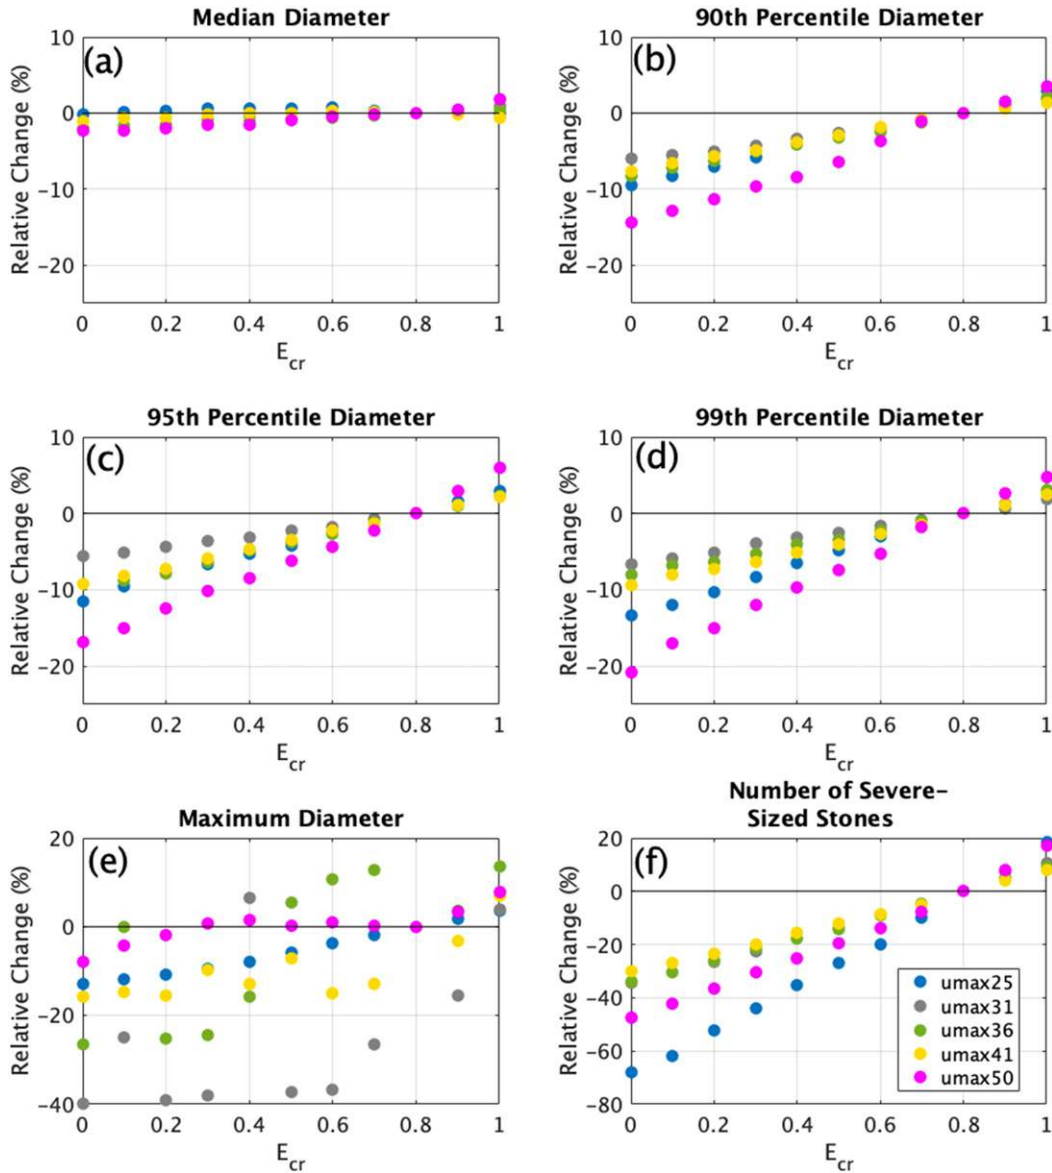 Median Diameter
(a)
Relative Change (%)
10
0
−10
−20
0 0.2 0.4 0.6 0.8 1
E_cr
90th Percentile Diameter
(b)
Relative Change (%)
10
0
−10
−20
0 0.2 0.4 0.6 0.8 1
E_cr
95th Percentile Diameter
(c)
Relative Change (%)
10
0
−10
−20
0 0.2 0.4 0.6 0.8 1
E_cr
99th Percentile Diameter
(d)
Relative Change (%)
10
0
−10
−20
0 0.2 0.4 0.6 0.8 1
E_cr
Maximum Diameter
(e)
Relative Change (%)
20
0
−20
−40
0 0.2 0.4 0.6 0.8 1
E_cr
Number of Severe–
Sized Stones
(f)
Relative Change (%)
20
0
−20
−40
−60
−80
0 0.2 0.4 0.6 0.8 1
E_cr
umax25
umax31
umax36
umax41
umax50